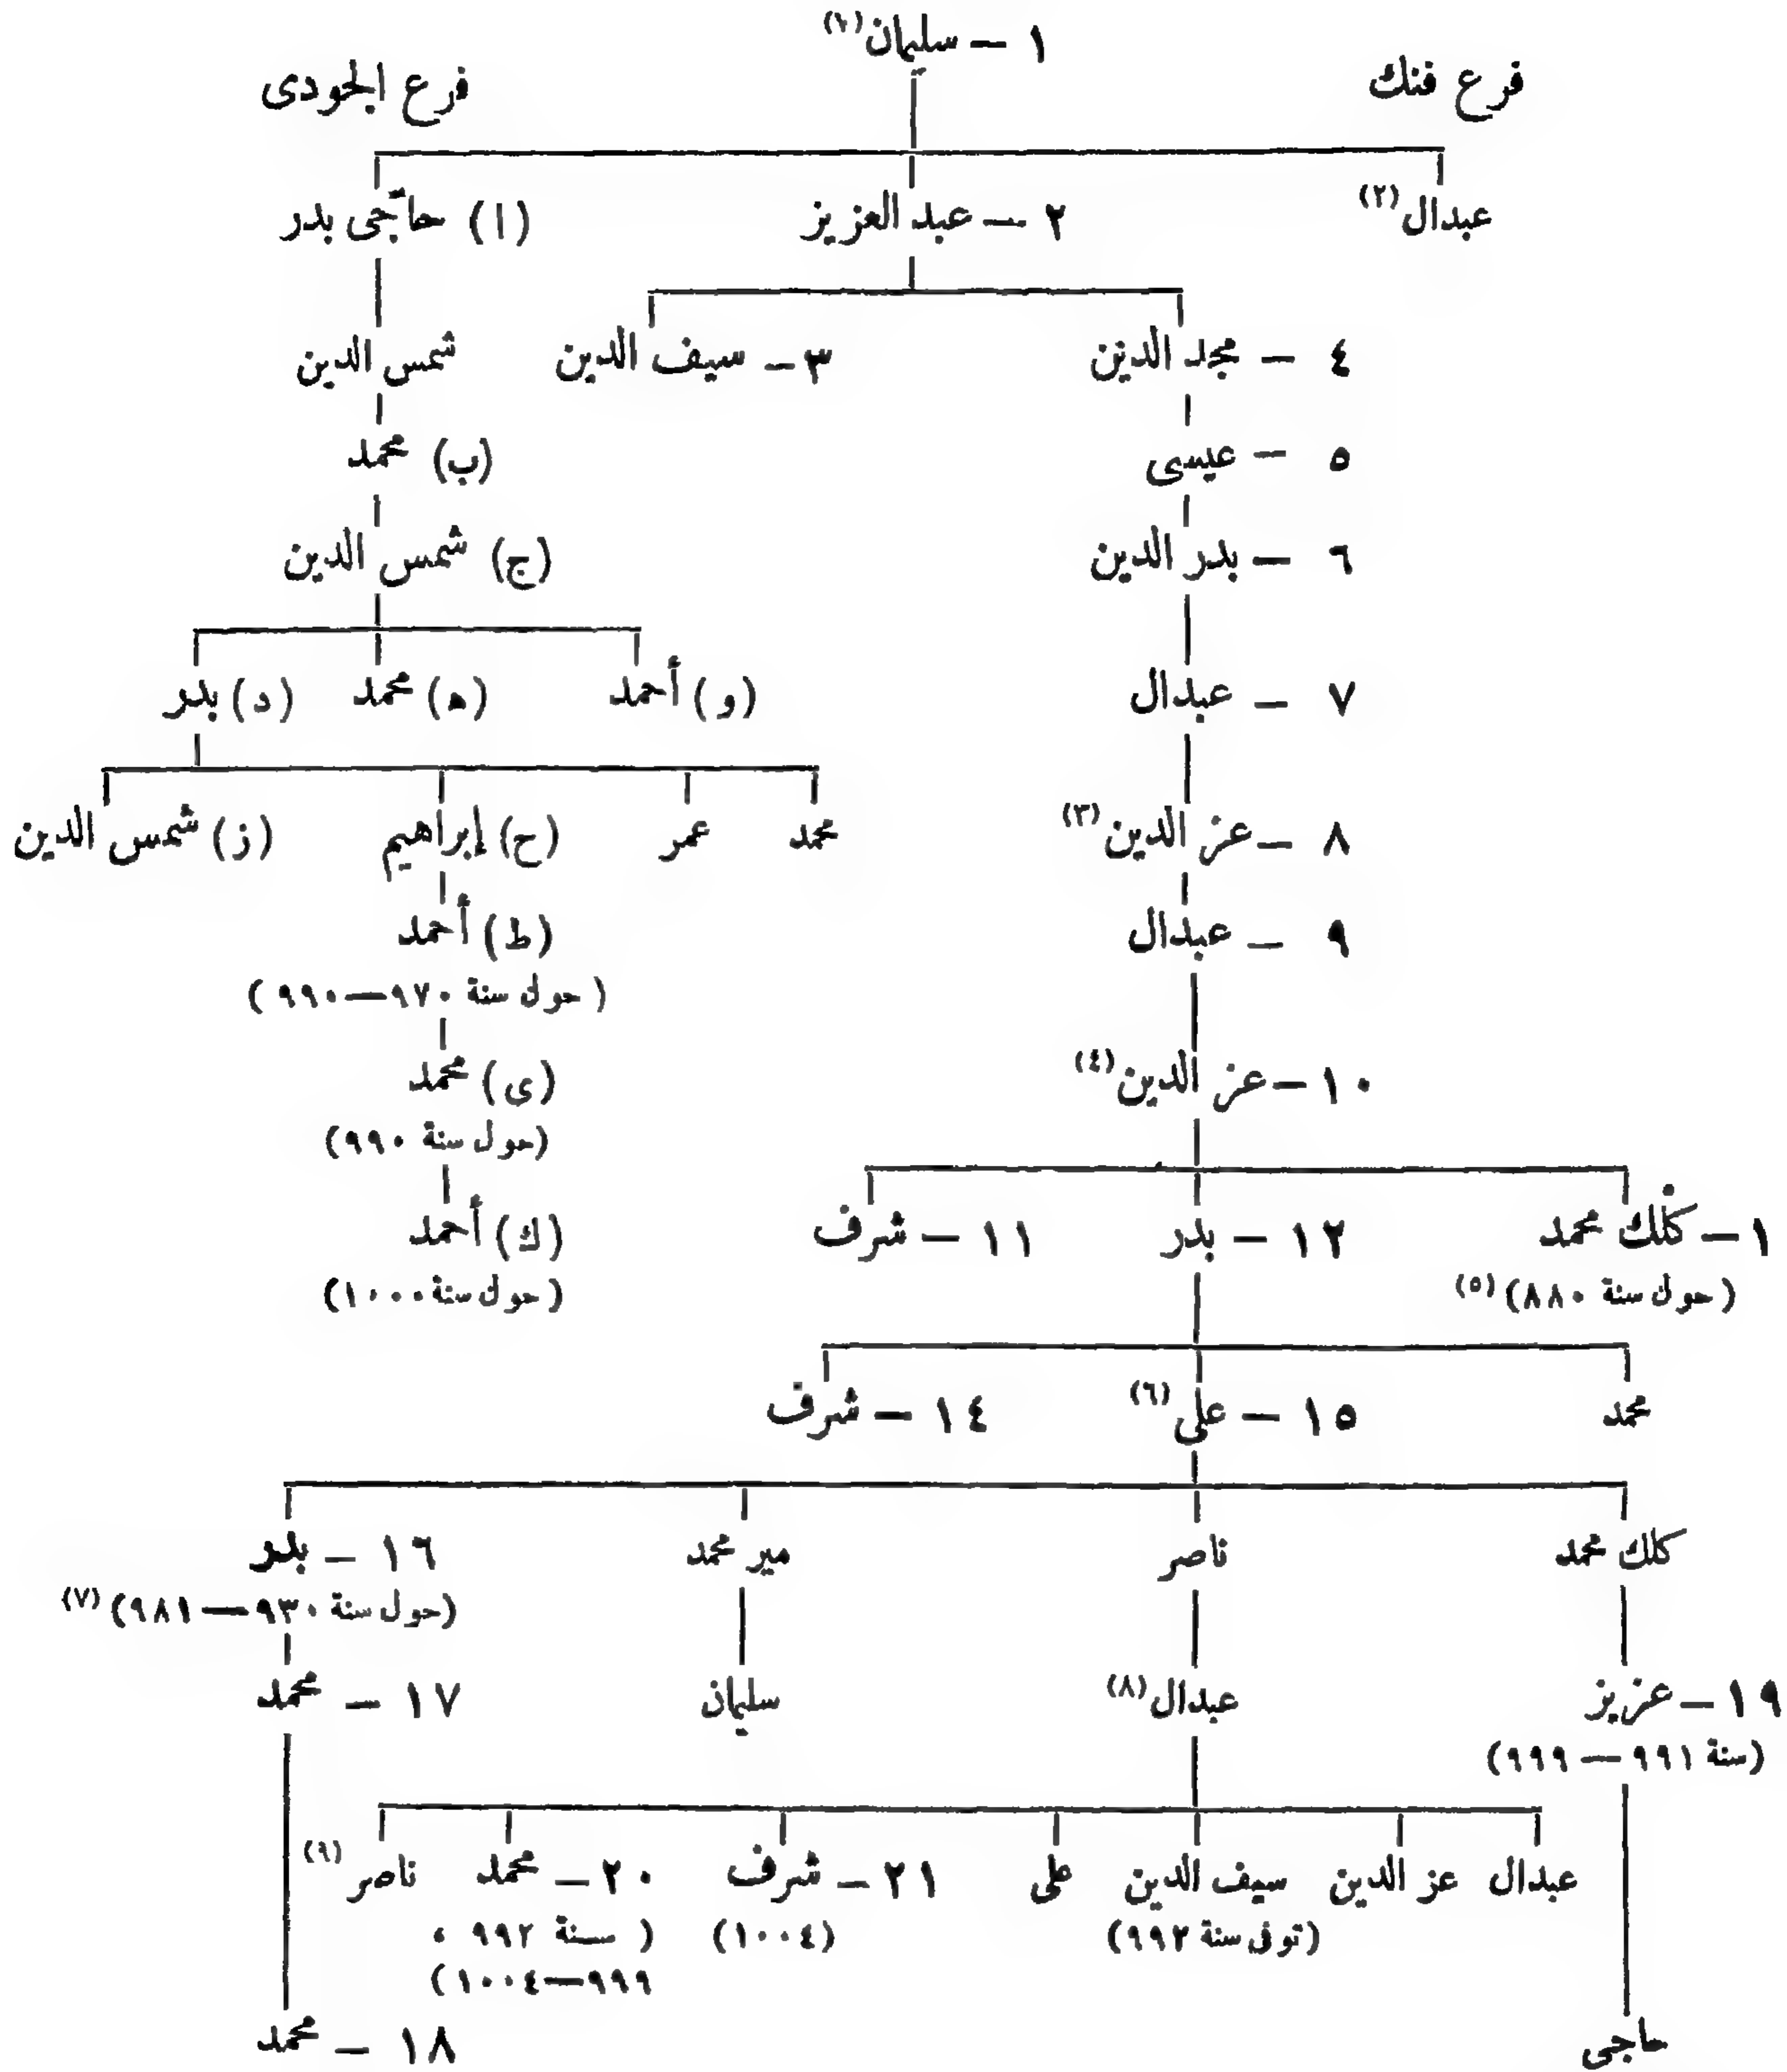 ١ – سليمان (١)
فرع فنك
فرع الجودى
عبدال (٢)
٢ – عبد العزيز
(ا) حاجّى بدر
٤ – مجد الدين
٣ – سيف الدين
شمس الدين
٥ – عيسى
(ب) محمد
٦ – بدر الدين
(ج) شمس الدين
٧ – عبدال
(و) أحمد
(ه) محمد
(د) بدر
٨ – عز الدين (٣)
محمد
عمر
(ح) إبراهيم
(ز) شمس الدين
٩ – عبدال
(ط) أحمد
(حول سنة ٩٧٠–٩٩٠)
١٠ – عز الدين (٤)
(ى) محمد
(حول سنة ٩٩٠)
١ – كلك محمد
١٢ – بدر
١١ – شرف
(ك) أحمد
(حول سنة ٨٨٠) (٥)
(حول سنة ١٠٠٠)
محمد
١٥ – على (٦)
١٤ – شرف
كلك محمد
ناصر
مير محمد
١٦ – بدر
(حول سنة ٩٣٠–٩٨١) (٧)
١٩ – عزيز
عبدال (٨)
سليمان
١٧ – محمد
(سنة ٩٩١ – ٩٩٩)
عبدال
عز الدين
سيف الدين
على
٢١ – شرف
٢٠ – محمد
ناصر (٩)
(توفى سنة ٩٩٢)
(١٠٠٤)
(سنة ٩٩٢ ،
٩٩٩–١٠٠٤)
حاجى
١٨ – محمد